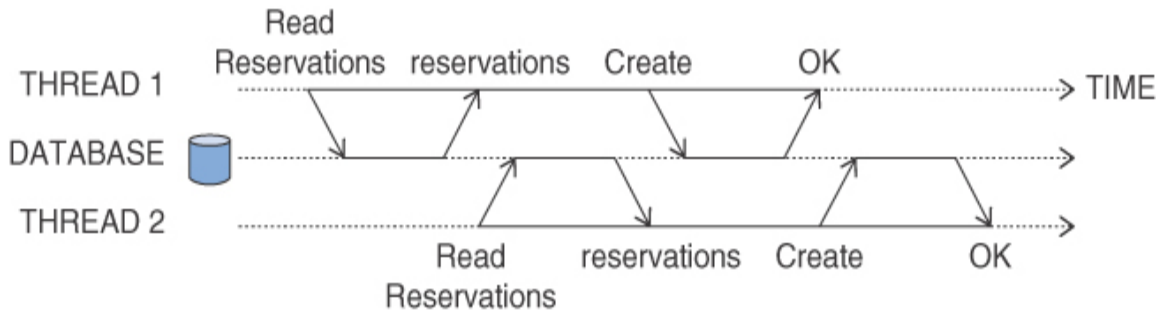 Read
Reservations reservations Create OK
THREAD 1 TIME
DATABASE
THREAD 2
Read reservations Create OK
Reservations